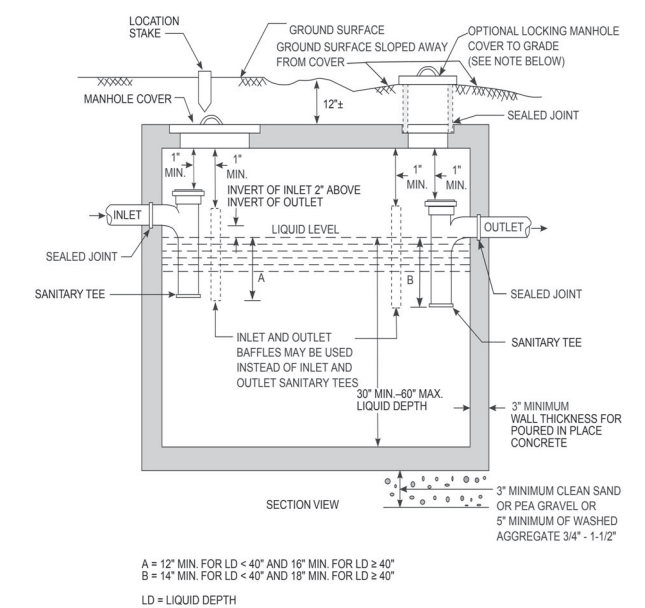 LOCATION
STAKE
GROUND SURFACE
GROUND SURFACE SLOPED AWAY
FROM COVER
OPTIONAL LOCKING MANHOLE
COVER TO GRADE
(SEE NOTE BELOW)
MANHOLE COVER
12"±
SEALED JOINT
1"
MIN.
1"
MIN.
1"
MIN.
1"
MIN.
INVERT OF INLET 2" ABOVE
INVERT OF OUTLET
INLET
LIQUID LEVEL
OUTLET
SEALED JOINT
A
B
SANITARY TEE
SEALED JOINT
INLET AND OUTLET
BAFFLES MAY BE USED
INSTEAD OF INLET AND
OUTLET SANITARY TEES
SANITARY TEE
30" MIN.–60" MAX.
LIQUID DEPTH
3" MINIMUM
WALL THICKNESS FOR
POURED IN PLACE
CONCRETE
SECTION VIEW
3" MINIMUM CLEAN SAND
OR PEA GRAVEL OR
5" MINIMUM OF WASHED
AGGREGATE 3/4" - 1-1/2"
A = 12" MIN. FOR LD < 40" AND 16" MIN. FOR LD ≥ 40"
B = 14" MIN. FOR LD < 40" AND 18" MIN. FOR LD ≥ 40"
LD = LIQUID DEPTH